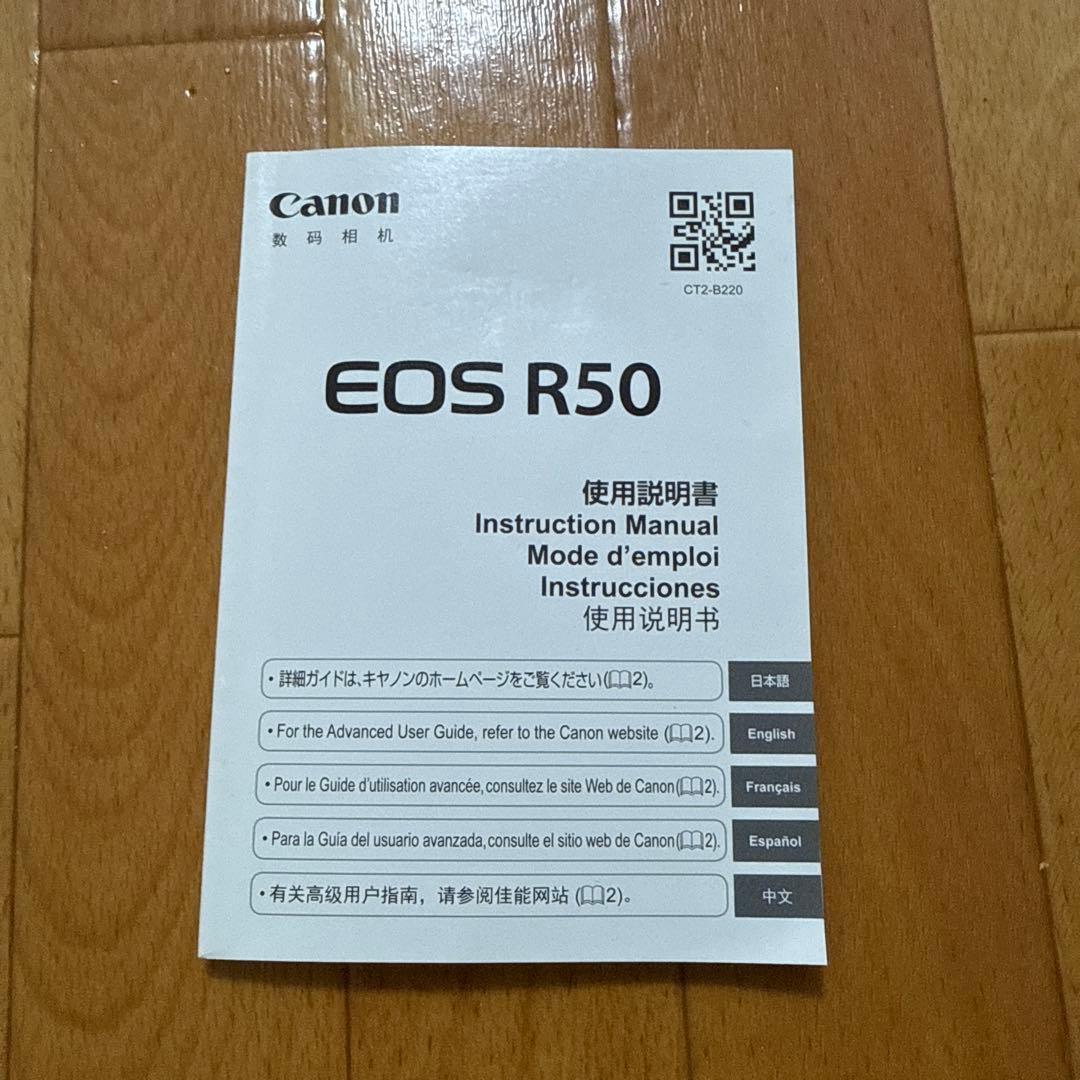 Canon
数码相机
CT2-B220
EOS R50
使用説明書
Instruction Manual
Mode d'emploi
Instrucciones
使用说明书
・詳細ガイドは、キヤノンのホームページをご覧ください(📖2)。
日本語
• For the Advanced User Guide, refer to the Canon website (📖2).
English
• Pour le Guide d'utilisation avancée, consultez le site Web de Canon(📖2).
Français
• Para la Guía del usuario avanzada, consulte el sitio web de Canon(📖2).
Español
• 有关高级用户指南，请参阅佳能网站 (📖2)。
中文